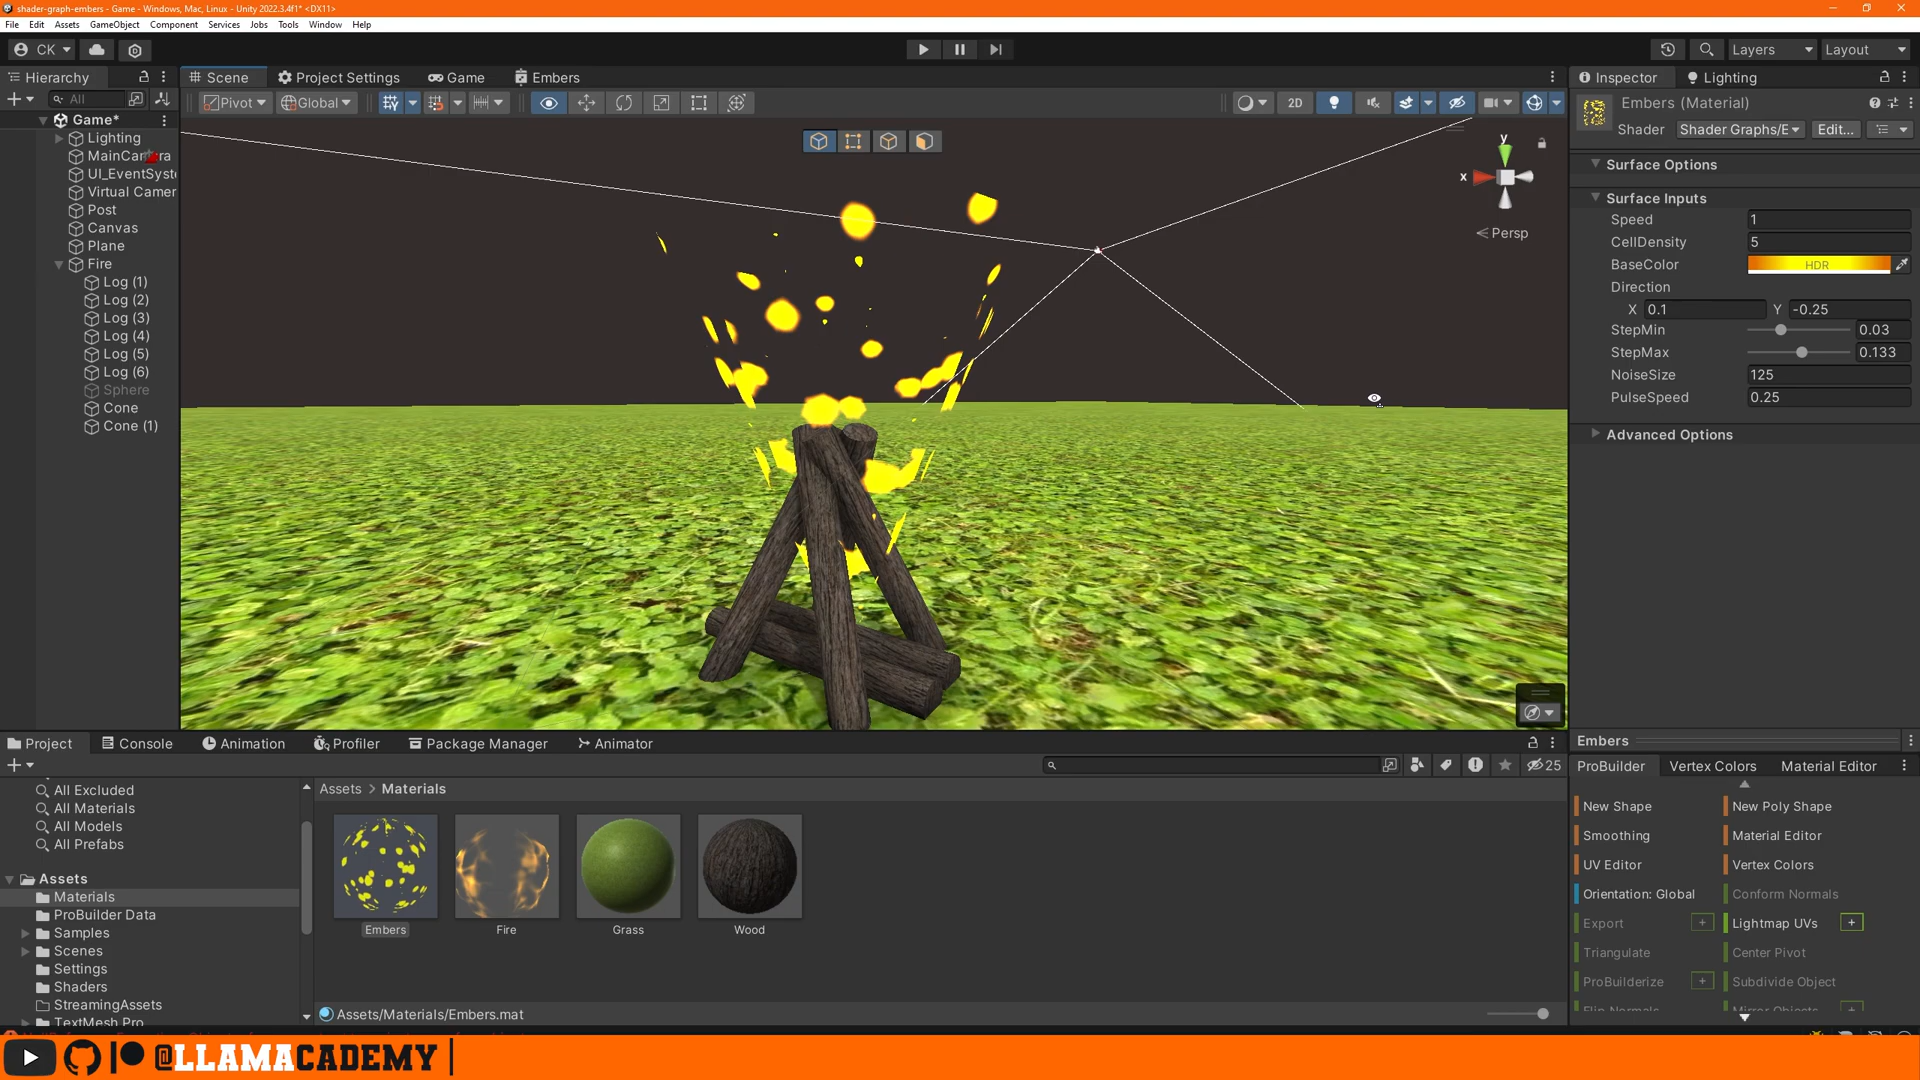 shader-graph-embers - Game - Windows, Mac, Linux - Unity 2022.3.4f1* <DX11>
File Edit Assets GameObject Component Services Jobs Tools Window Help
CK
Layers
Layout
Hierarchy
All
Game*
Lighting
MainCamera
UI_EventSyste
Virtual Camer
Post
Canvas
Plane
Fire
Log (1)
Log (2)
Log (3)
Log (4)
Log (5)
Log (6)
Sphere
Cone
Cone (1)
Scene
Project Settings
Game
Embers
Pivot
Global
2D
y
x
Persp
Inspector
Lighting
Embers (Material)
Shader
Shader Graphs/E
Edit...
Surface Options
Surface Inputs
Speed 1
CellDensity 5
BaseColor HDR
Direction
X 0.1 Y -0.25
StepMin 0.03
StepMax 0.133
NoiseSize 125
PulseSpeed 0.25
Advanced Options
Project
Console
Animation
Profiler
Package Manager
Animator
25
All Excluded
All Materials
All Models
All Prefabs
Assets
Materials
ProBuilder Data
Samples
Scenes
Settings
Shaders
StreamingAssets
TextMesh Pro
Assets > Materials
Embers
Fire
Grass
Wood
Assets/Materials/Embers.mat
Embers
ProBuilder
Vertex Colors
Material Editor
New Shape
New Poly Shape
Smoothing
Material Editor
UV Editor
Vertex Colors
Orientation: Global
Conform Normals
Export +
Lightmap UVs +
Triangulate
Center Pivot
ProBuilderize +
Subdivide Object
Flip Normals
Mirror Objects
@LLAMACADEMY